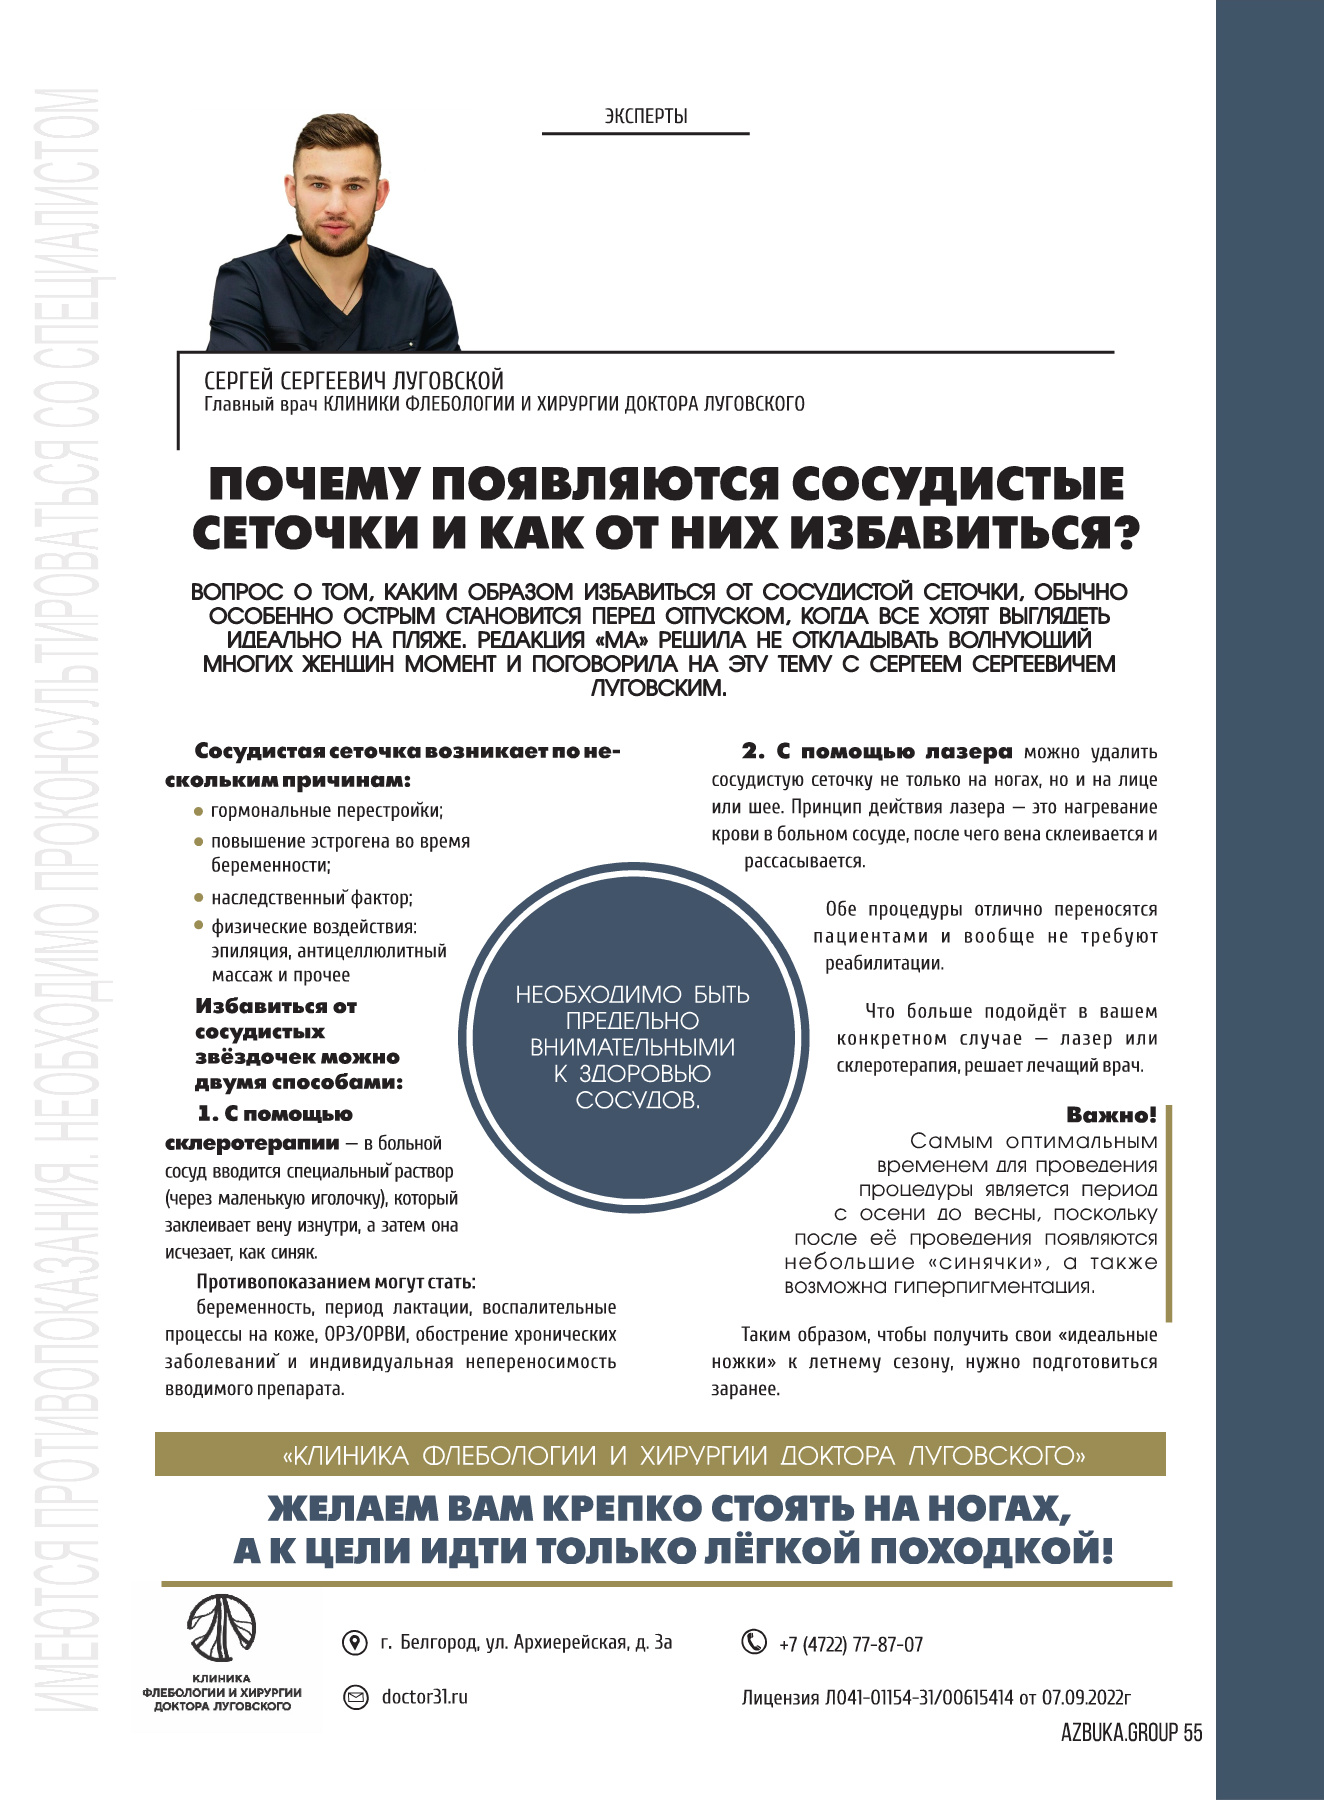 ИМЕЮТСЯ ПРОТИВОПОКАЗАНИЯ. НЕОБХОДИМО ПРОКОНСУЛЬТИРОВАТЬСЯ СО СПЕЦИАЛИСТОМ
ЭКСПЕРТЫ
СЕРГЕЙ СЕРГЕЕВИЧ ЛУГОВСКОЙ
Главный врач КЛИНИКИ ФЛЕБОЛОГИИ И ХИРУРГИИ ДОКТОРА ЛУГОВСКОГО
ПОЧЕМУ ПОЯВЛЯЮТСЯ СОСУДИСТЫЕ
СЕТОЧКИ И КАК ОТ НИХ ИЗБАВИТЬСЯ?
ВОПРОС О ТОМ, КАКИМ ОБРАЗОМ ИЗБАВИТЬСЯ ОТ СОСУДИСТОЙ СЕТОЧКИ, ОБЫЧНО
ОСОБЕННО ОСТРЫМ СТАНОВИТСЯ ПЕРЕД ОТПУСКОМ, КОГДА ВСЕ ХОТЯТ ВЫГЛЯДЕТЬ
ИДЕАЛЬНО НА ПЛЯЖЕ. РЕДАКЦИЯ «МА» РЕШИЛА НЕ ОТКЛАДЫВАТЬ ВОЛНУЮЩИЙ
МНОГИХ ЖЕНЩИН МОМЕНТ И ПОГОВОРИЛА НА ЭТУ ТЕМУ С СЕРГЕЕМ СЕРГЕЕВИЧЕМ
ЛУГОВСКИМ.
Сосудистая сеточка возникает по не-
скольким причинам:
• гормональные перестройки;
• повышение эстрогена во время
беременности;
• наследственный фактор;
• физические воздействия:
эпиляция, антицеллюлитный
массаж и прочее
Избавиться от
сосудистых
звёздочек можно
двумя способами:
1. С помощью
склеротерапии — в больной
сосуд вводится специальный раствор
(через маленькую иголочку), который
заклеивает вену изнутри, а затем она
исчезает, как синяк.
Противопоказанием могут стать:
беременность, период лактации, воспалительные
процессы на коже, ОРЗ/ОРВИ, обострение хронических
заболеваний и индивидуальная непереносимость
вводимого препарата.
НЕОБХОДИМО БЫТЬ
ПРЕДЕЛЬНО
ВНИМАТЕЛЬНЫМИ
К ЗДОРОВЬЮ
СОСУДОВ.
2. С помощью лазера можно удалить
сосудистую сеточку не только на ногах, но и на лице
или шее. Принцип действия лазера — это нагревание
крови в больном сосуде, после чего вена склеивается и
рассасывается.
Обе процедуры отлично переносятся
пациентами и вообще не требуют
реабилитации.
Что больше подойдёт в вашем
конкретном случае — лазер или
склеротерапия, решает лечащий врач.
Важно!
Самым оптимальным
временем для проведения
процедуры является период
с осени до весны, поскольку
после её проведения появляются
небольшие «синячки», а также
возможна гиперпигментация.
Таким образом, чтобы получить свои «идеальные
ножки» к летнему сезону, нужно подготовиться
заранее.
«КЛИНИКА ФЛЕБОЛОГИИ И ХИРУРГИИ ДОКТОРА ЛУГОВСКОГО»
ЖЕЛАЕМ ВАМ КРЕПКО СТОЯТЬ НА НОГАХ,
А К ЦЕЛИ ИДТИ ТОЛЬКО ЛЁГКОЙ ПОХОДКОЙ!
КЛИНИКА
ФЛЕБОЛОГИИ И ХИРУРГИИ
ДОКТОРА ЛУГОВСКОГО
г. Белгород, ул. Архиерейская, д. 3а
doctor31.ru
+7 (4722) 77-87-07
Лицензия Л041-01154-31/00615414 от 07.09.2022г
AZBUKA.GROUP 55